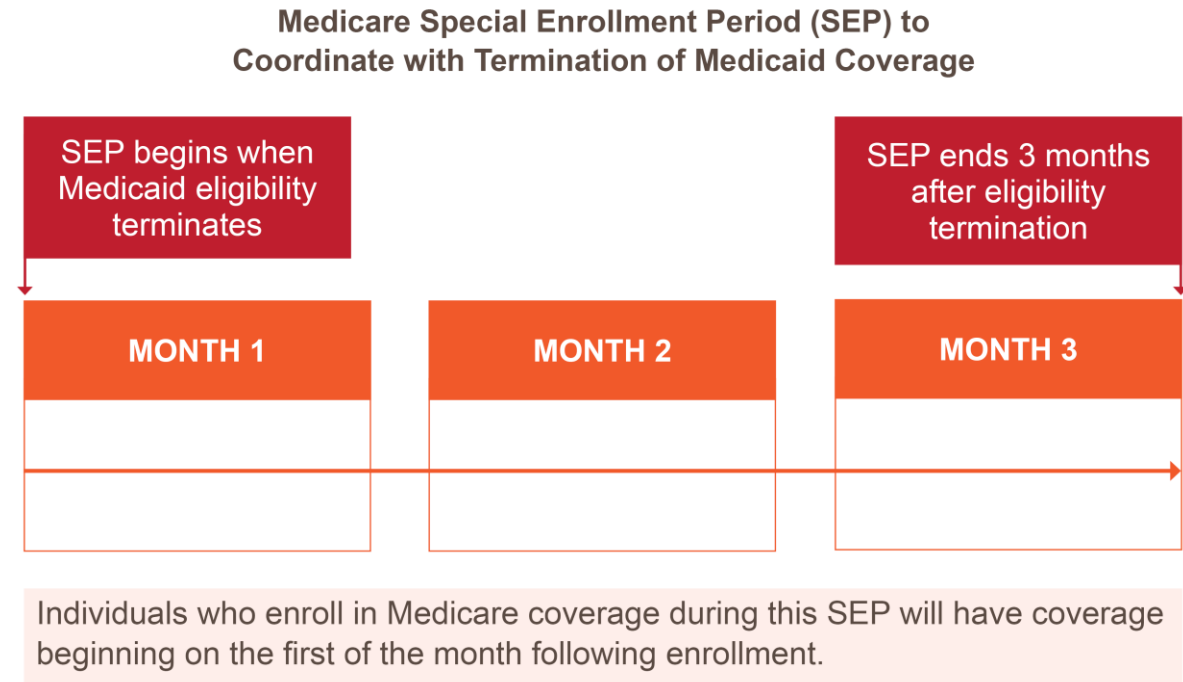 Medicare Special Enrollment Period (SEP) to
Coordinate with Termination of Medicaid Coverage
SEP begins when
Medicaid eligibility
terminates
SEP ends 3 months
after eligibility
termination
MONTH 1
MONTH 2
MONTH 3
Individuals who enroll in Medicare coverage during this SEP will have coverage
beginning on the first of the month following enrollment.